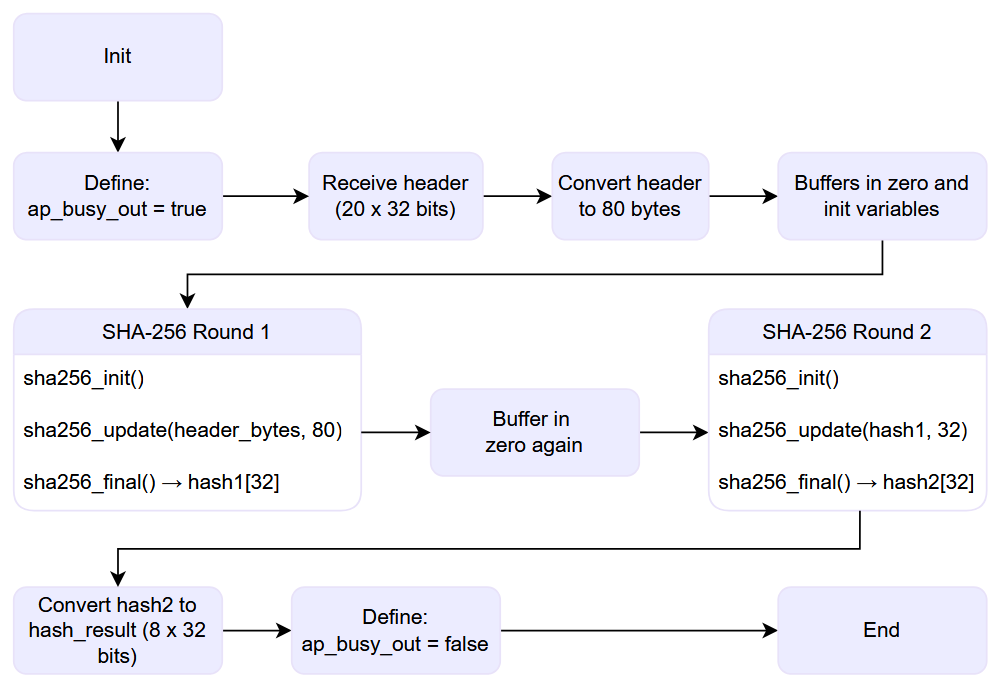 Init
Define:
ap_busy_out = true
Receive header
(20 x 32 bits)
Convert header
to 80 bytes
Buffers in zero and
init variables
SHA-256 Round 1
sha256_init()
sha256_update(header_bytes, 80)
sha256_final() → hash1[32]
Buffer in
zero again
SHA-256 Round 2
sha256_init()
sha256_update(hash1, 32)
sha256_final() → hash2[32]
Convert hash2 to
hash_result (8 x 32
bits)
Define:
ap_busy_out = false
End